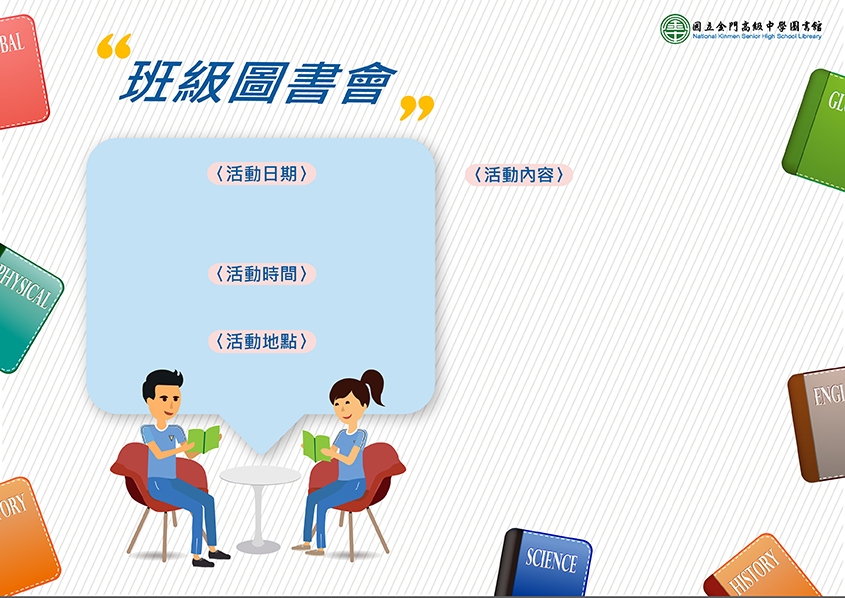 國立金門高級中學圖書館
National Kinmen Senior High School Library
“班級圖書會”
〈活動日期〉
〈活動內容〉
〈活動時間〉
〈活動地點〉
BAL
GL
PHYSICAL
ENGL
ORY
SCIENCE
HISTORY